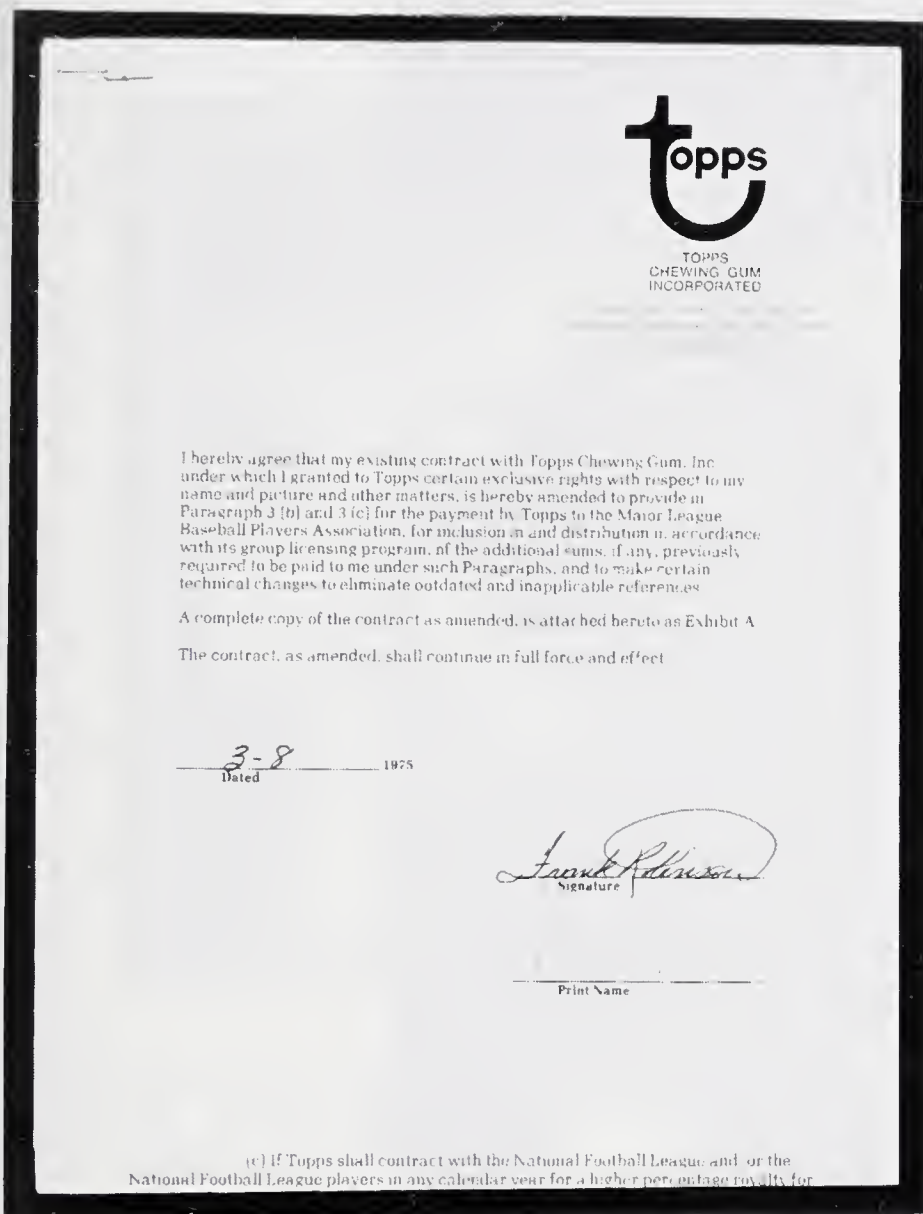 topps
TOPPS
CHEWING GUM
INCORPORATED
I hereby agree that my existing contract with Topps Chewing Gum, Inc
under which I granted to Topps certain exclusive rights with respect to my
name and picture and other matters, is hereby amended to provide in
Paragraph 3 (b) and 3 (c) for the payment by Topps to the Major League
Baseball Players Association, for inclusion in and distribution in accordance
with its group licensing program, of the additional sums, if any, previously
required to be paid to me under such Paragraphs, and to make certain
technical changes to eliminate outdated and inapplicable references
A complete copy of the contract as amended, is attached hereto as Exhibit A
The contract, as amended, shall continue in full force and effect
3-8 1975
Dated
Frank Robinson
Signature
Print Name
(c) If Topps shall contract with the National Football League and or the
National Football League players in any calendar year for a higher percentage royalty for